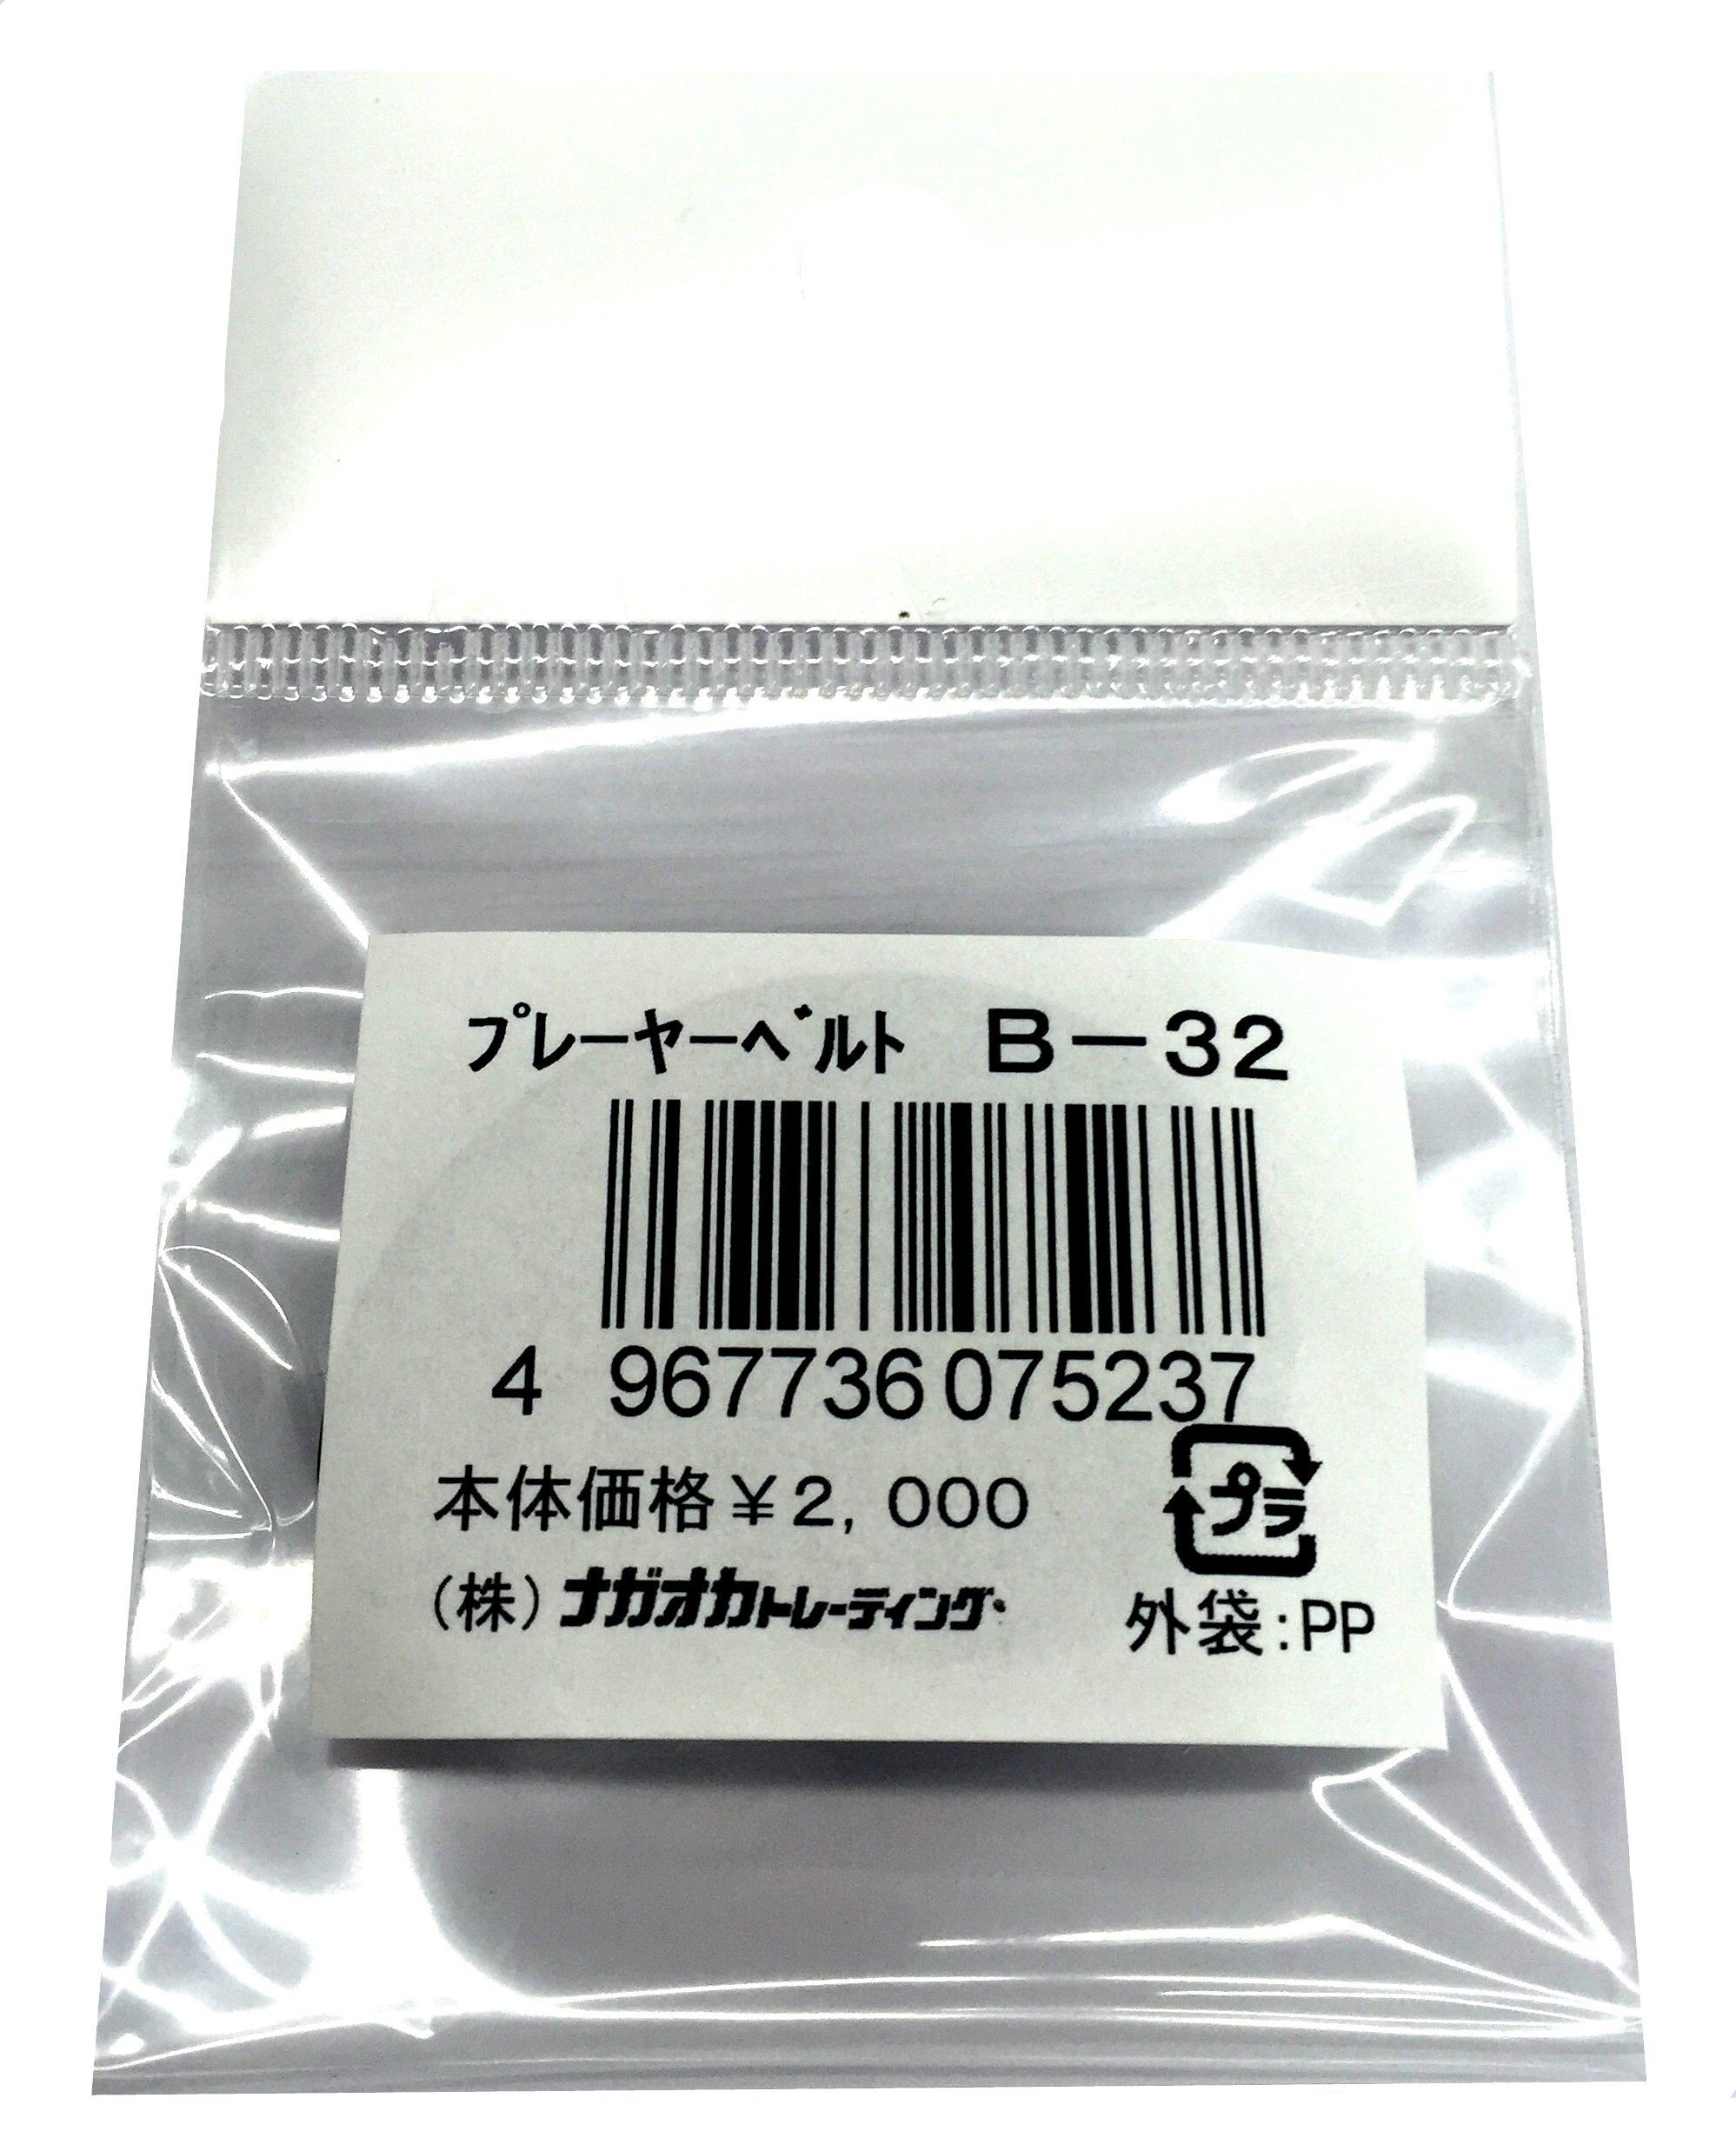 プレーヤーベルト B-32
4 967736 075237
本体価格¥2,000
プラ
(株)ナガオカトレーディング
外袋:PP